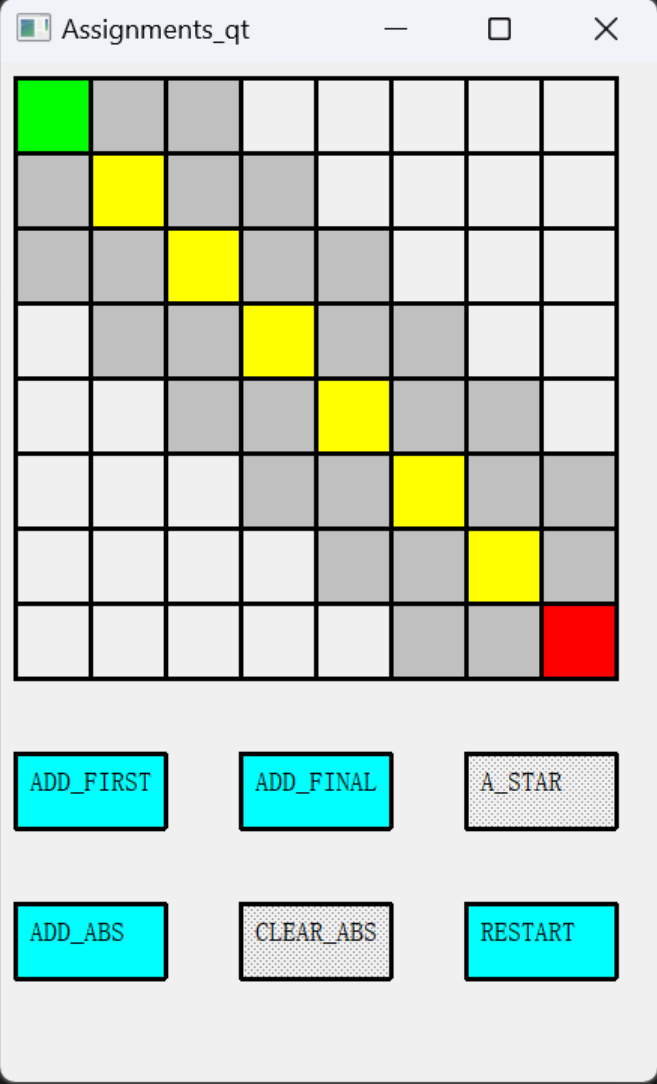 Assignments_qt
ADD_FIRST
ADD_FINAL
A_STAR
ADD_ABS
CLEAR_ABS
RESTART